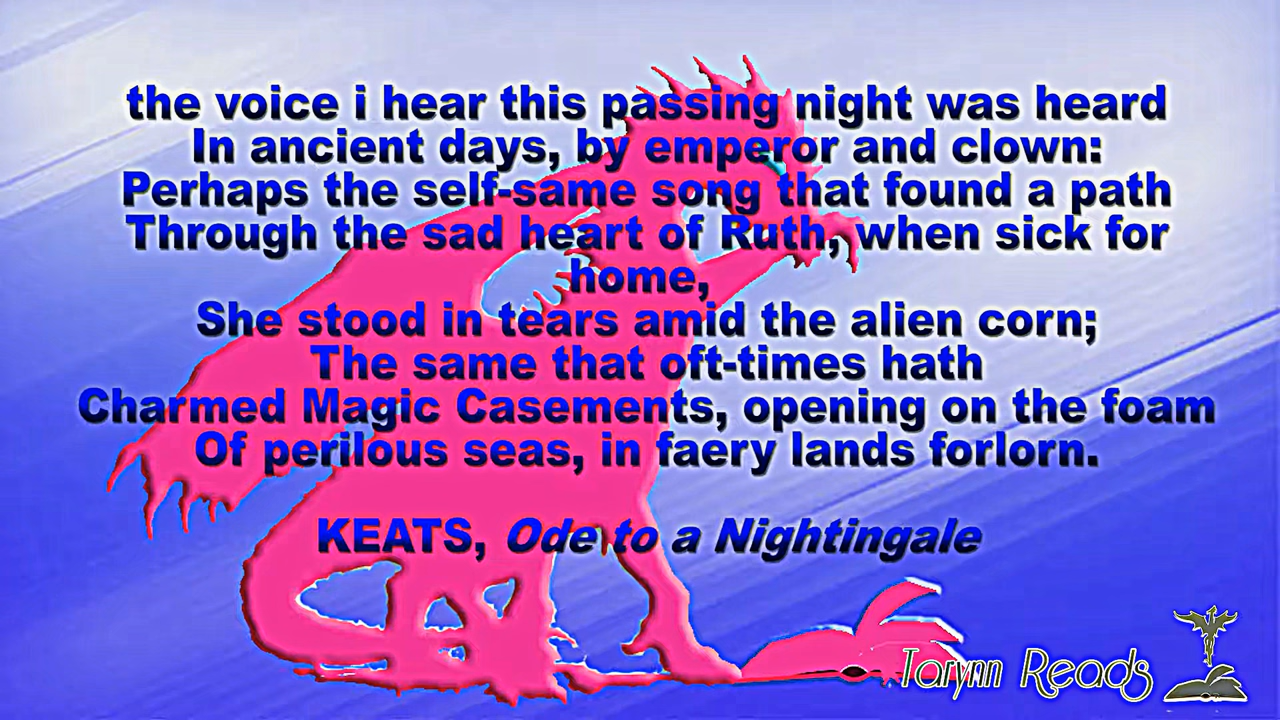 the voice i hear this passing night was heard
In ancient days, by emperor and clown:
Perhaps the self-same song that found a path
Through the sad heart of Ruth, when sick for
home,
She stood in tears amid the alien corn;
The same that oft-times hath
Charmed Magic Casements, opening on the foam
Of perilous seas, in faery lands forlorn.
KEATS, Ode to a Nightingale
Tarynn Reads